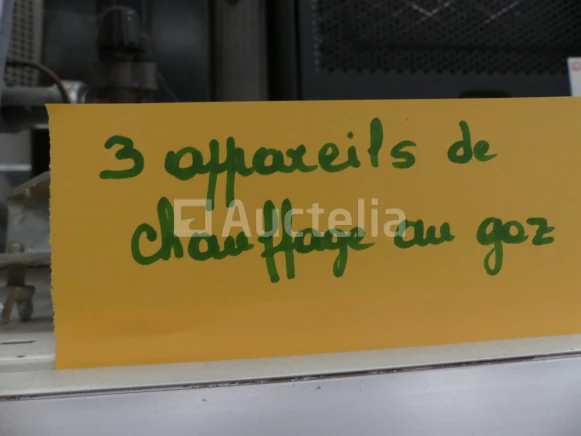 3 appareils de
chauffage au gaz
Auctelia